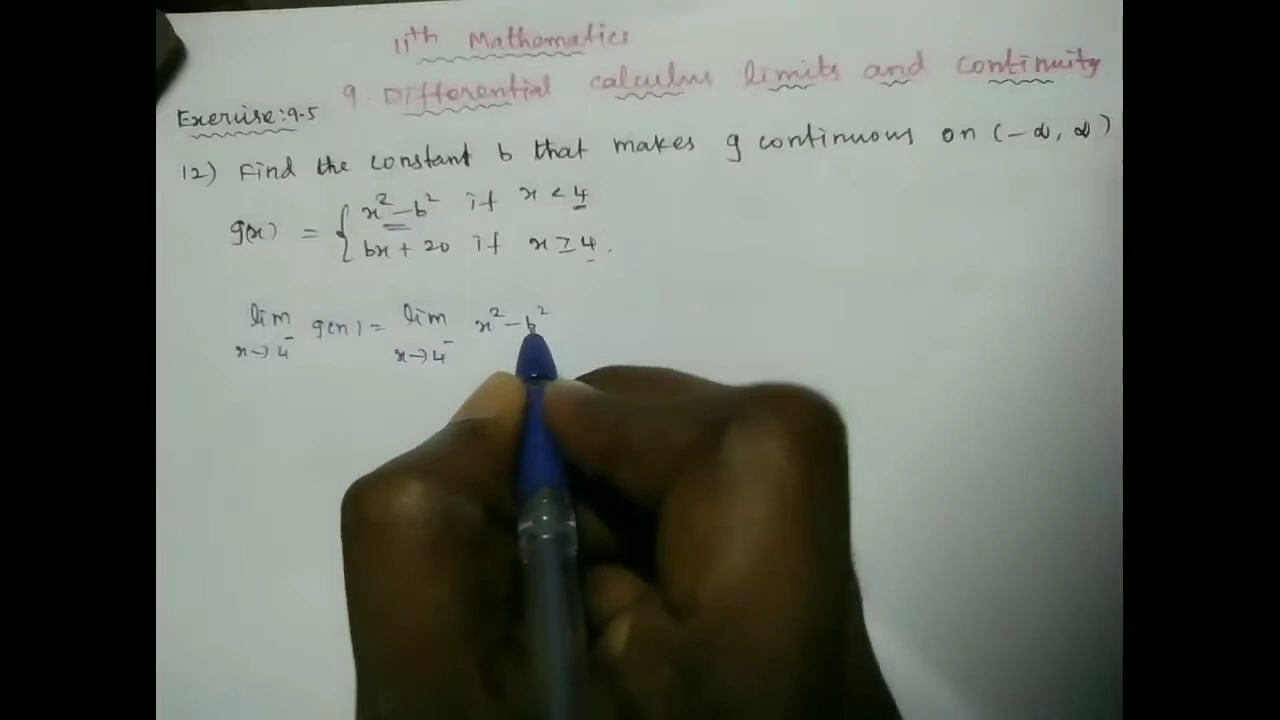 11th Mathematics
9. Differential calculus limits and continuity
Exercise: 9.5
12) Find the constant b that makes g continuous on (-∞, ∞)
g(x) = { x² - b² if x < 4
bx + 20 if x ≥ 4.
lim x→4⁻ g(x) = lim x→4⁻ x² - b²